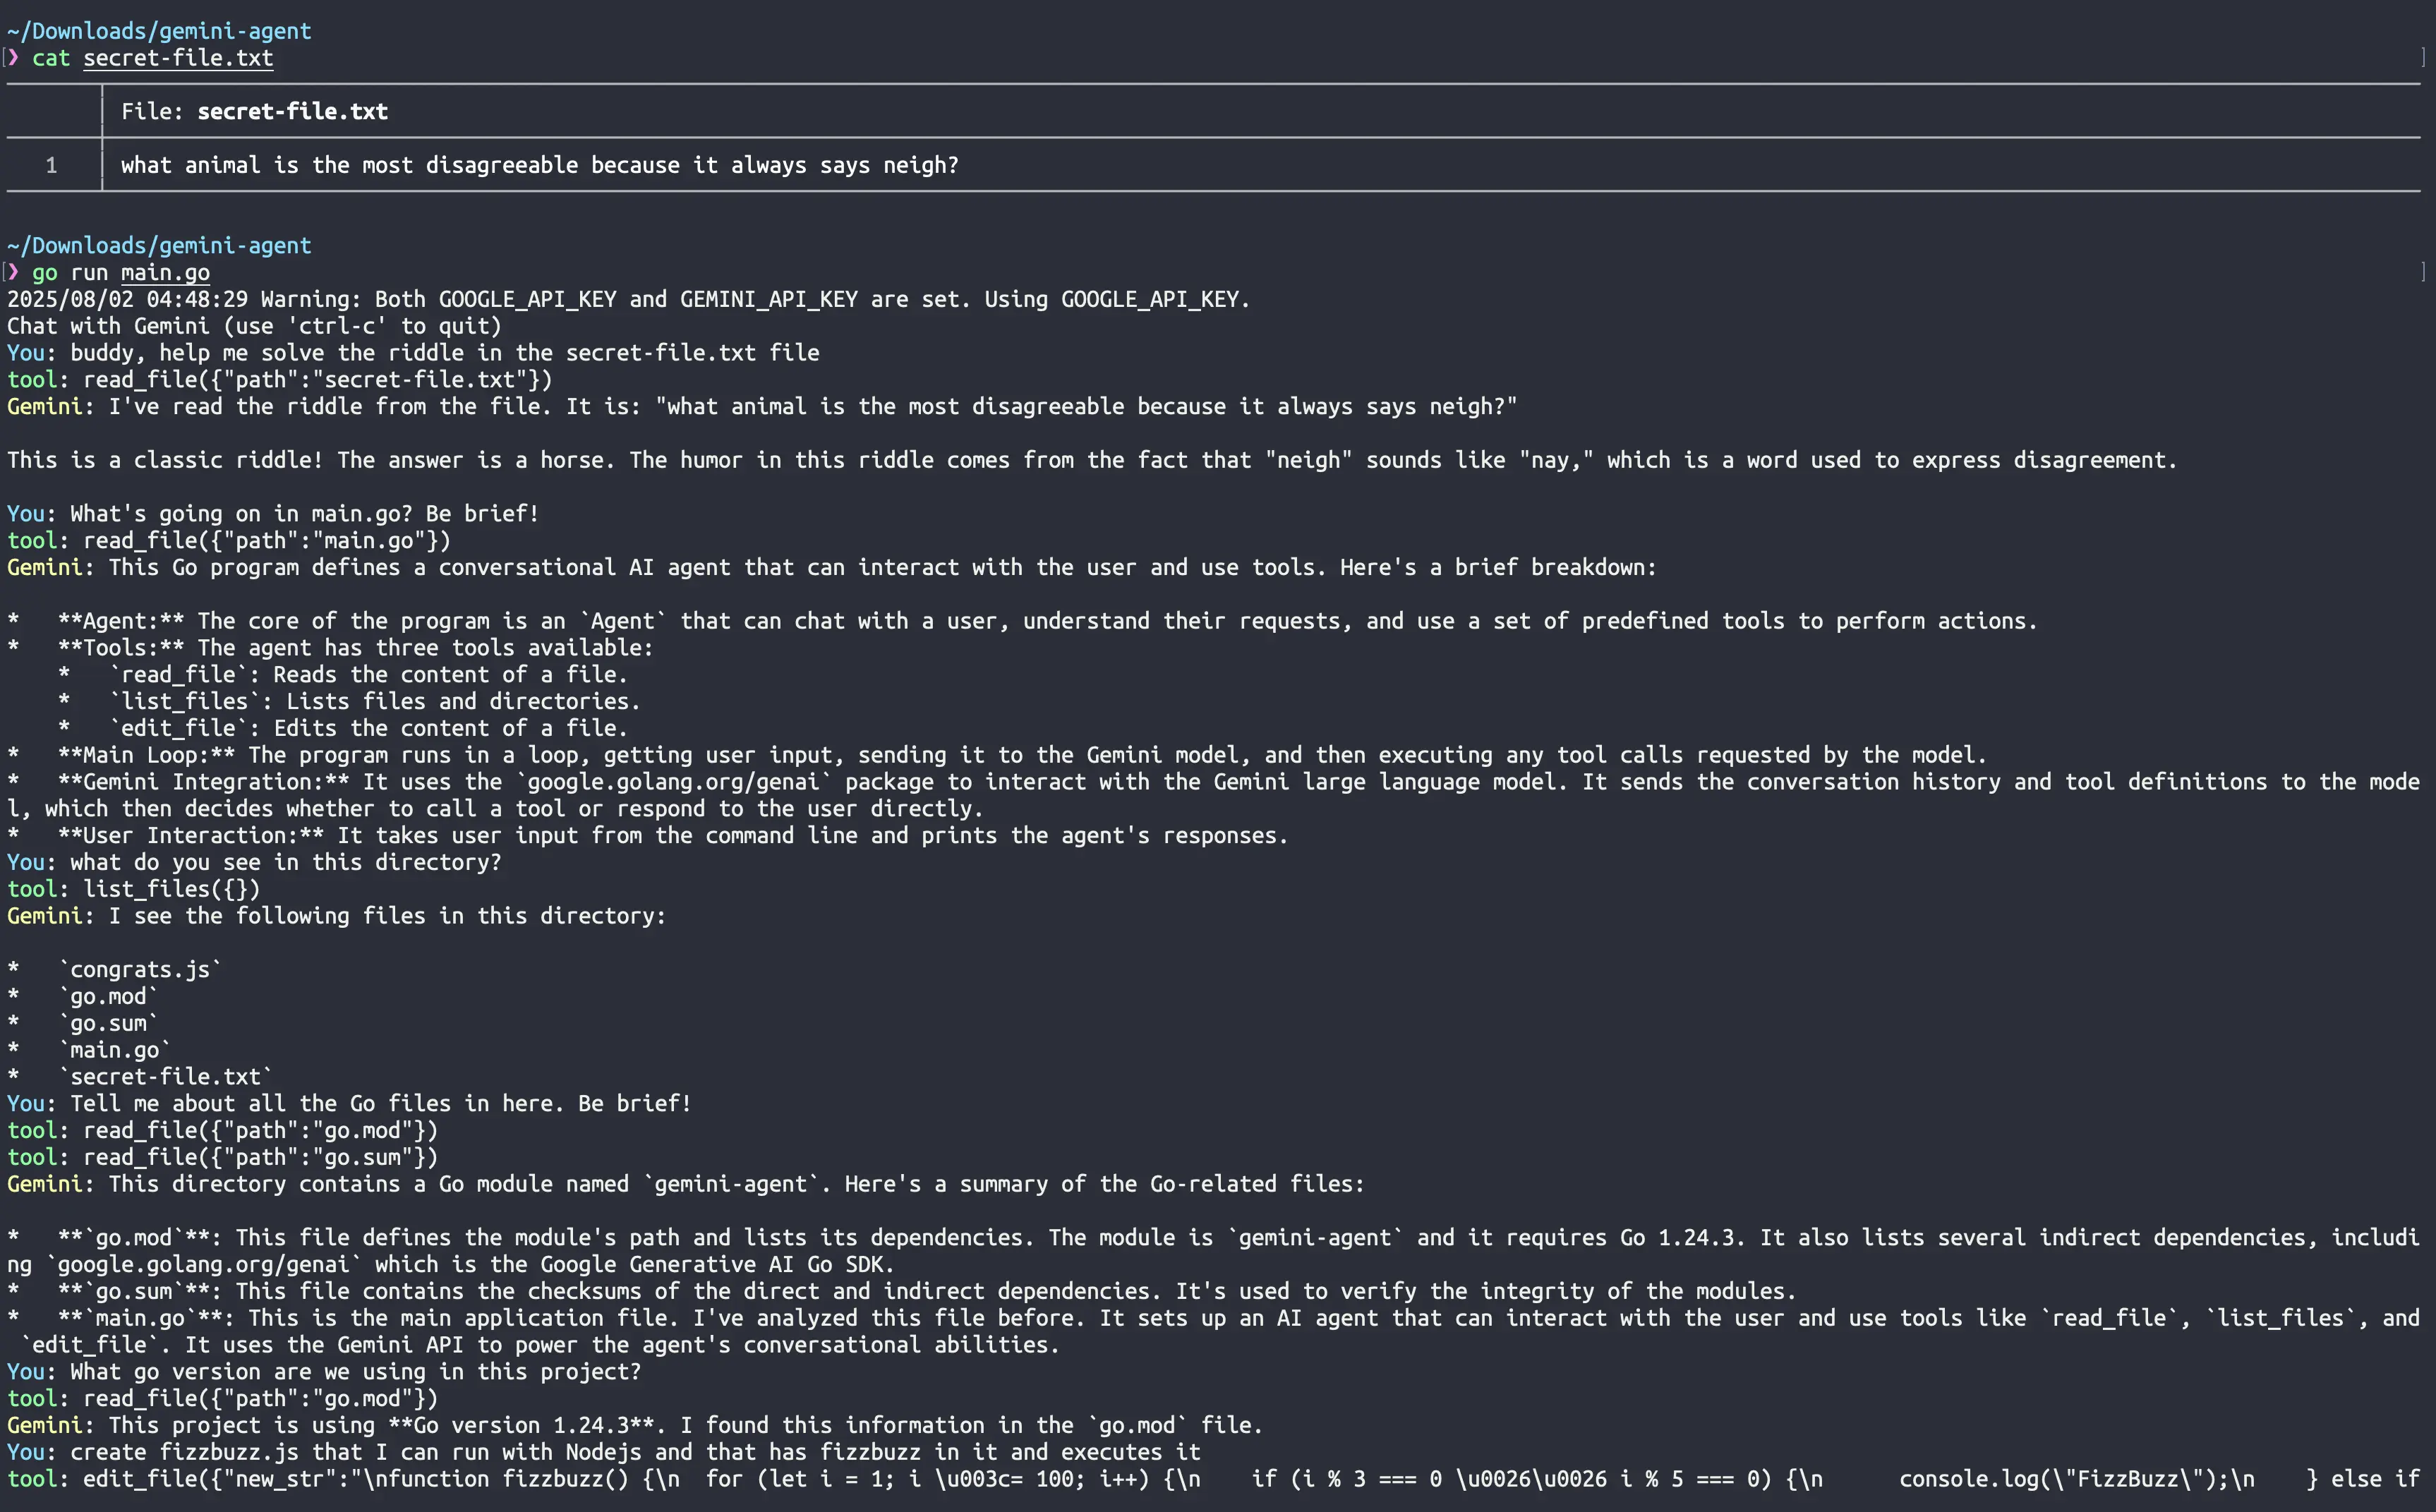 ~/Downloads/gemini-agent
[❯ cat secret-file.txt ]
File: secret-file.txt
1 what animal is the most disagreeable because it always says neigh?
~/Downloads/gemini-agent
[❯ go run main.go ]
2025/08/02 04:48:29 Warning: Both GOOGLE_API_KEY and GEMINI_API_KEY are set. Using GOOGLE_API_KEY.
Chat with Gemini (use 'ctrl-c' to quit)
You: buddy, help me solve the riddle in the secret-file.txt file
tool: read_file({"path":"secret-file.txt"})
Gemini: I've read the riddle from the file. It is: "what animal is the most disagreeable because it always says neigh?"
This is a classic riddle! The answer is a horse. The humor in this riddle comes from the fact that "neigh" sounds like "nay," which is a word used to express disagreement.
You: What's going on in main.go? Be brief!
tool: read_file({"path":"main.go"})
Gemini: This Go program defines a conversational AI agent that can interact with the user and use tools. Here's a brief breakdown:
*   **Agent:** The core of the program is an `Agent` that can chat with a user, understand their requests, and use a set of predefined tools to perform actions.
*   **Tools:** The agent has three tools available:
    *   `read_file`: Reads the content of a file.
    *   `list_files`: Lists files and directories.
    *   `edit_file`: Edits the content of a file.
*   **Main Loop:** The program runs in a loop, getting user input, sending it to the Gemini model, and then executing any tool calls requested by the model.
*   **Gemini Integration:** It uses the `google.golang.org/genai` package to interact with the Gemini large language model. It sends the conversation history and tool definitions to the mode
l, which then decides whether to call a tool or respond to the user directly.
*   **User Interaction:** It takes user input from the command line and prints the agent's responses.
You: what do you see in this directory?
tool: list_files({})
Gemini: I see the following files in this directory:
*   `congrats.js`
*   `go.mod`
*   `go.sum`
*   `main.go`
*   `secret-file.txt`
You: Tell me about all the Go files in here. Be brief!
tool: read_file({"path":"go.mod"})
tool: read_file({"path":"go.sum"})
Gemini: This directory contains a Go module named `gemini-agent`. Here's a summary of the Go-related files:
*   **`go.mod`**: This file defines the module's path and lists its dependencies. The module is `gemini-agent` and it requires Go 1.24.3. It also lists several indirect dependencies, includi
ng `google.golang.org/genai` which is the Google Generative AI Go SDK.
*   **`go.sum`**: This file contains the checksums of the direct and indirect dependencies. It's used to verify the integrity of the modules.
*   **`main.go`**: This is the main application file. I've analyzed this file before. It sets up an AI agent that can interact with the user and use tools like `read_file`, `list_files`, and
 `edit_file`. It uses the Gemini API to power the agent's conversational abilities.
You: What go version are we using in this project?
tool: read_file({"path":"go.mod"})
Gemini: This project is using **Go version 1.24.3**. I found this information in the `go.mod` file.
You: create fizzbuzz.js that I can run with Nodejs and that has fizzbuzz in it and executes it
tool: edit_file({"new_str":"\nfunction fizzbuzz() {\n  for (let i = 1; i \u003c= 100; i++) {\n    if (i % 3 === 0 \u0026\u0026 i % 5 === 0) {\n      console.log(\"FizzBuzz\");\n    } else if